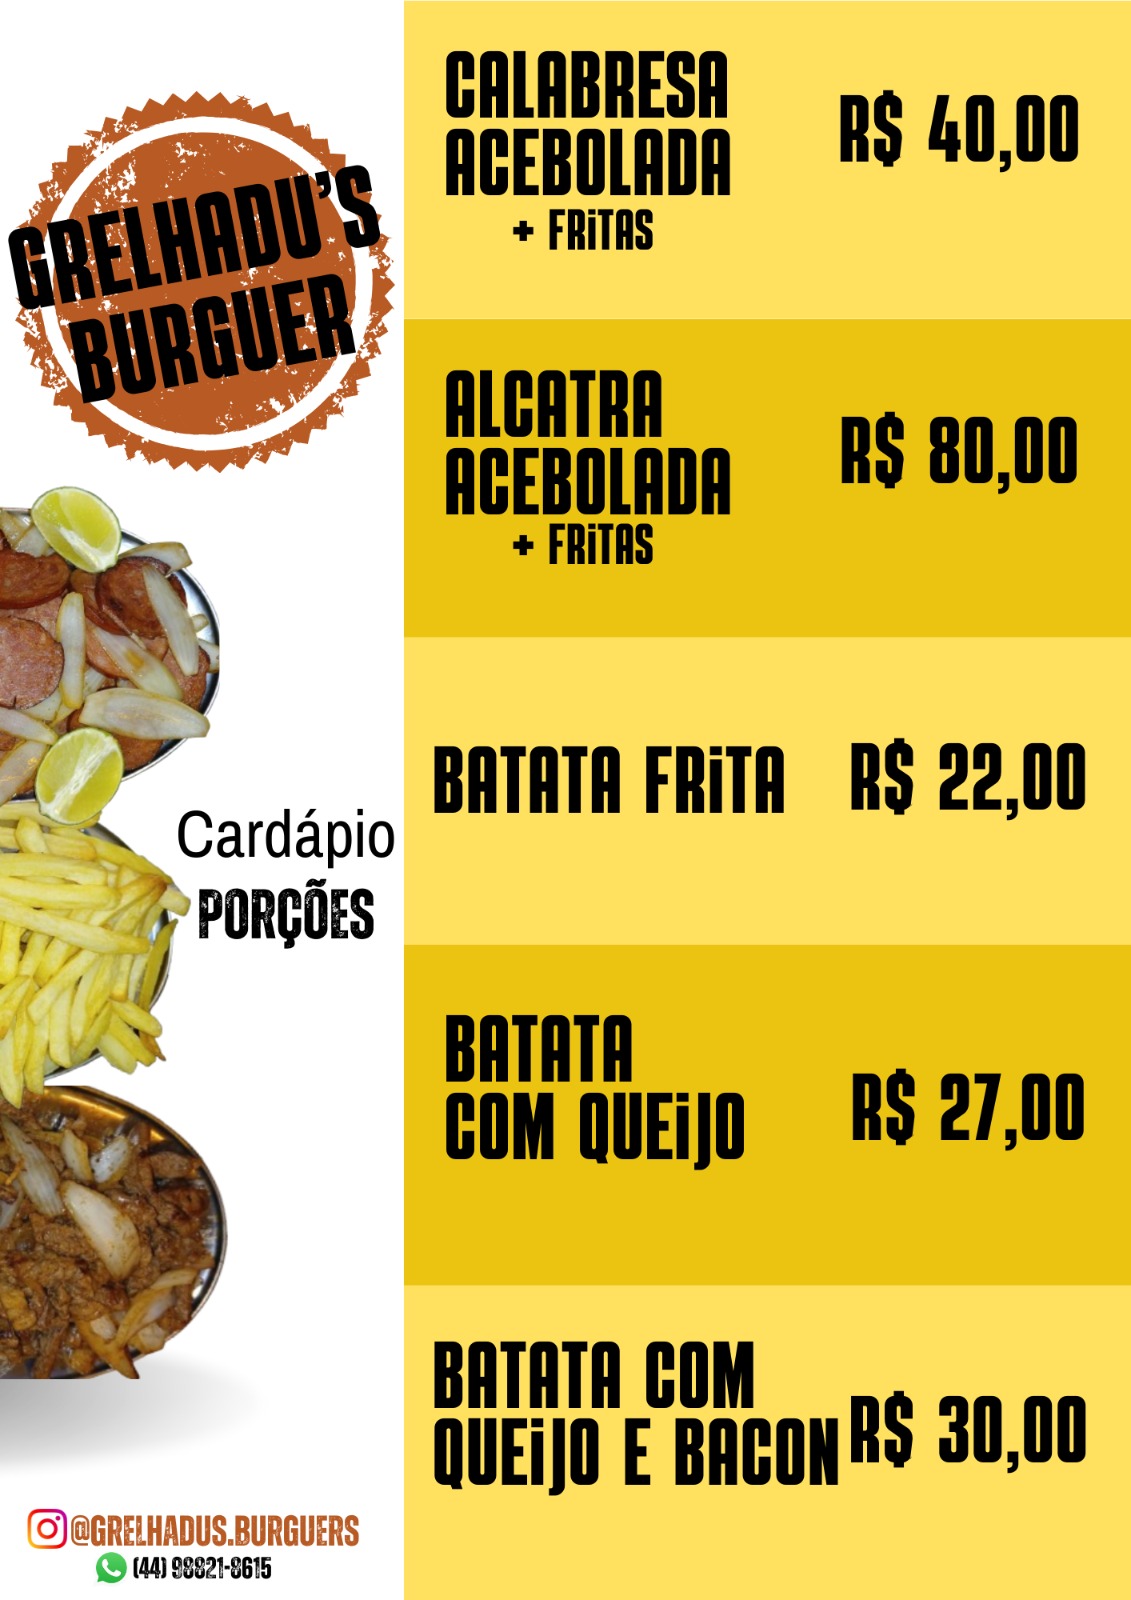 GRELHADU'S
BURGUER
Cardápio
PORÇÕES
CALABRESA
ACEBOLADA
+ FRITAS
R$ 40,00
ALCATRA
ACEBOLADA
+ FRITAS
R$ 80,00
BATATA FRITA
R$ 22,00
BATATA
COM QUEIJO
R$ 27,00
BATATA COM
QUEIJO E BACON
R$ 30,00
@GRELHADUS.BURGUERS
(44) 98821-8615